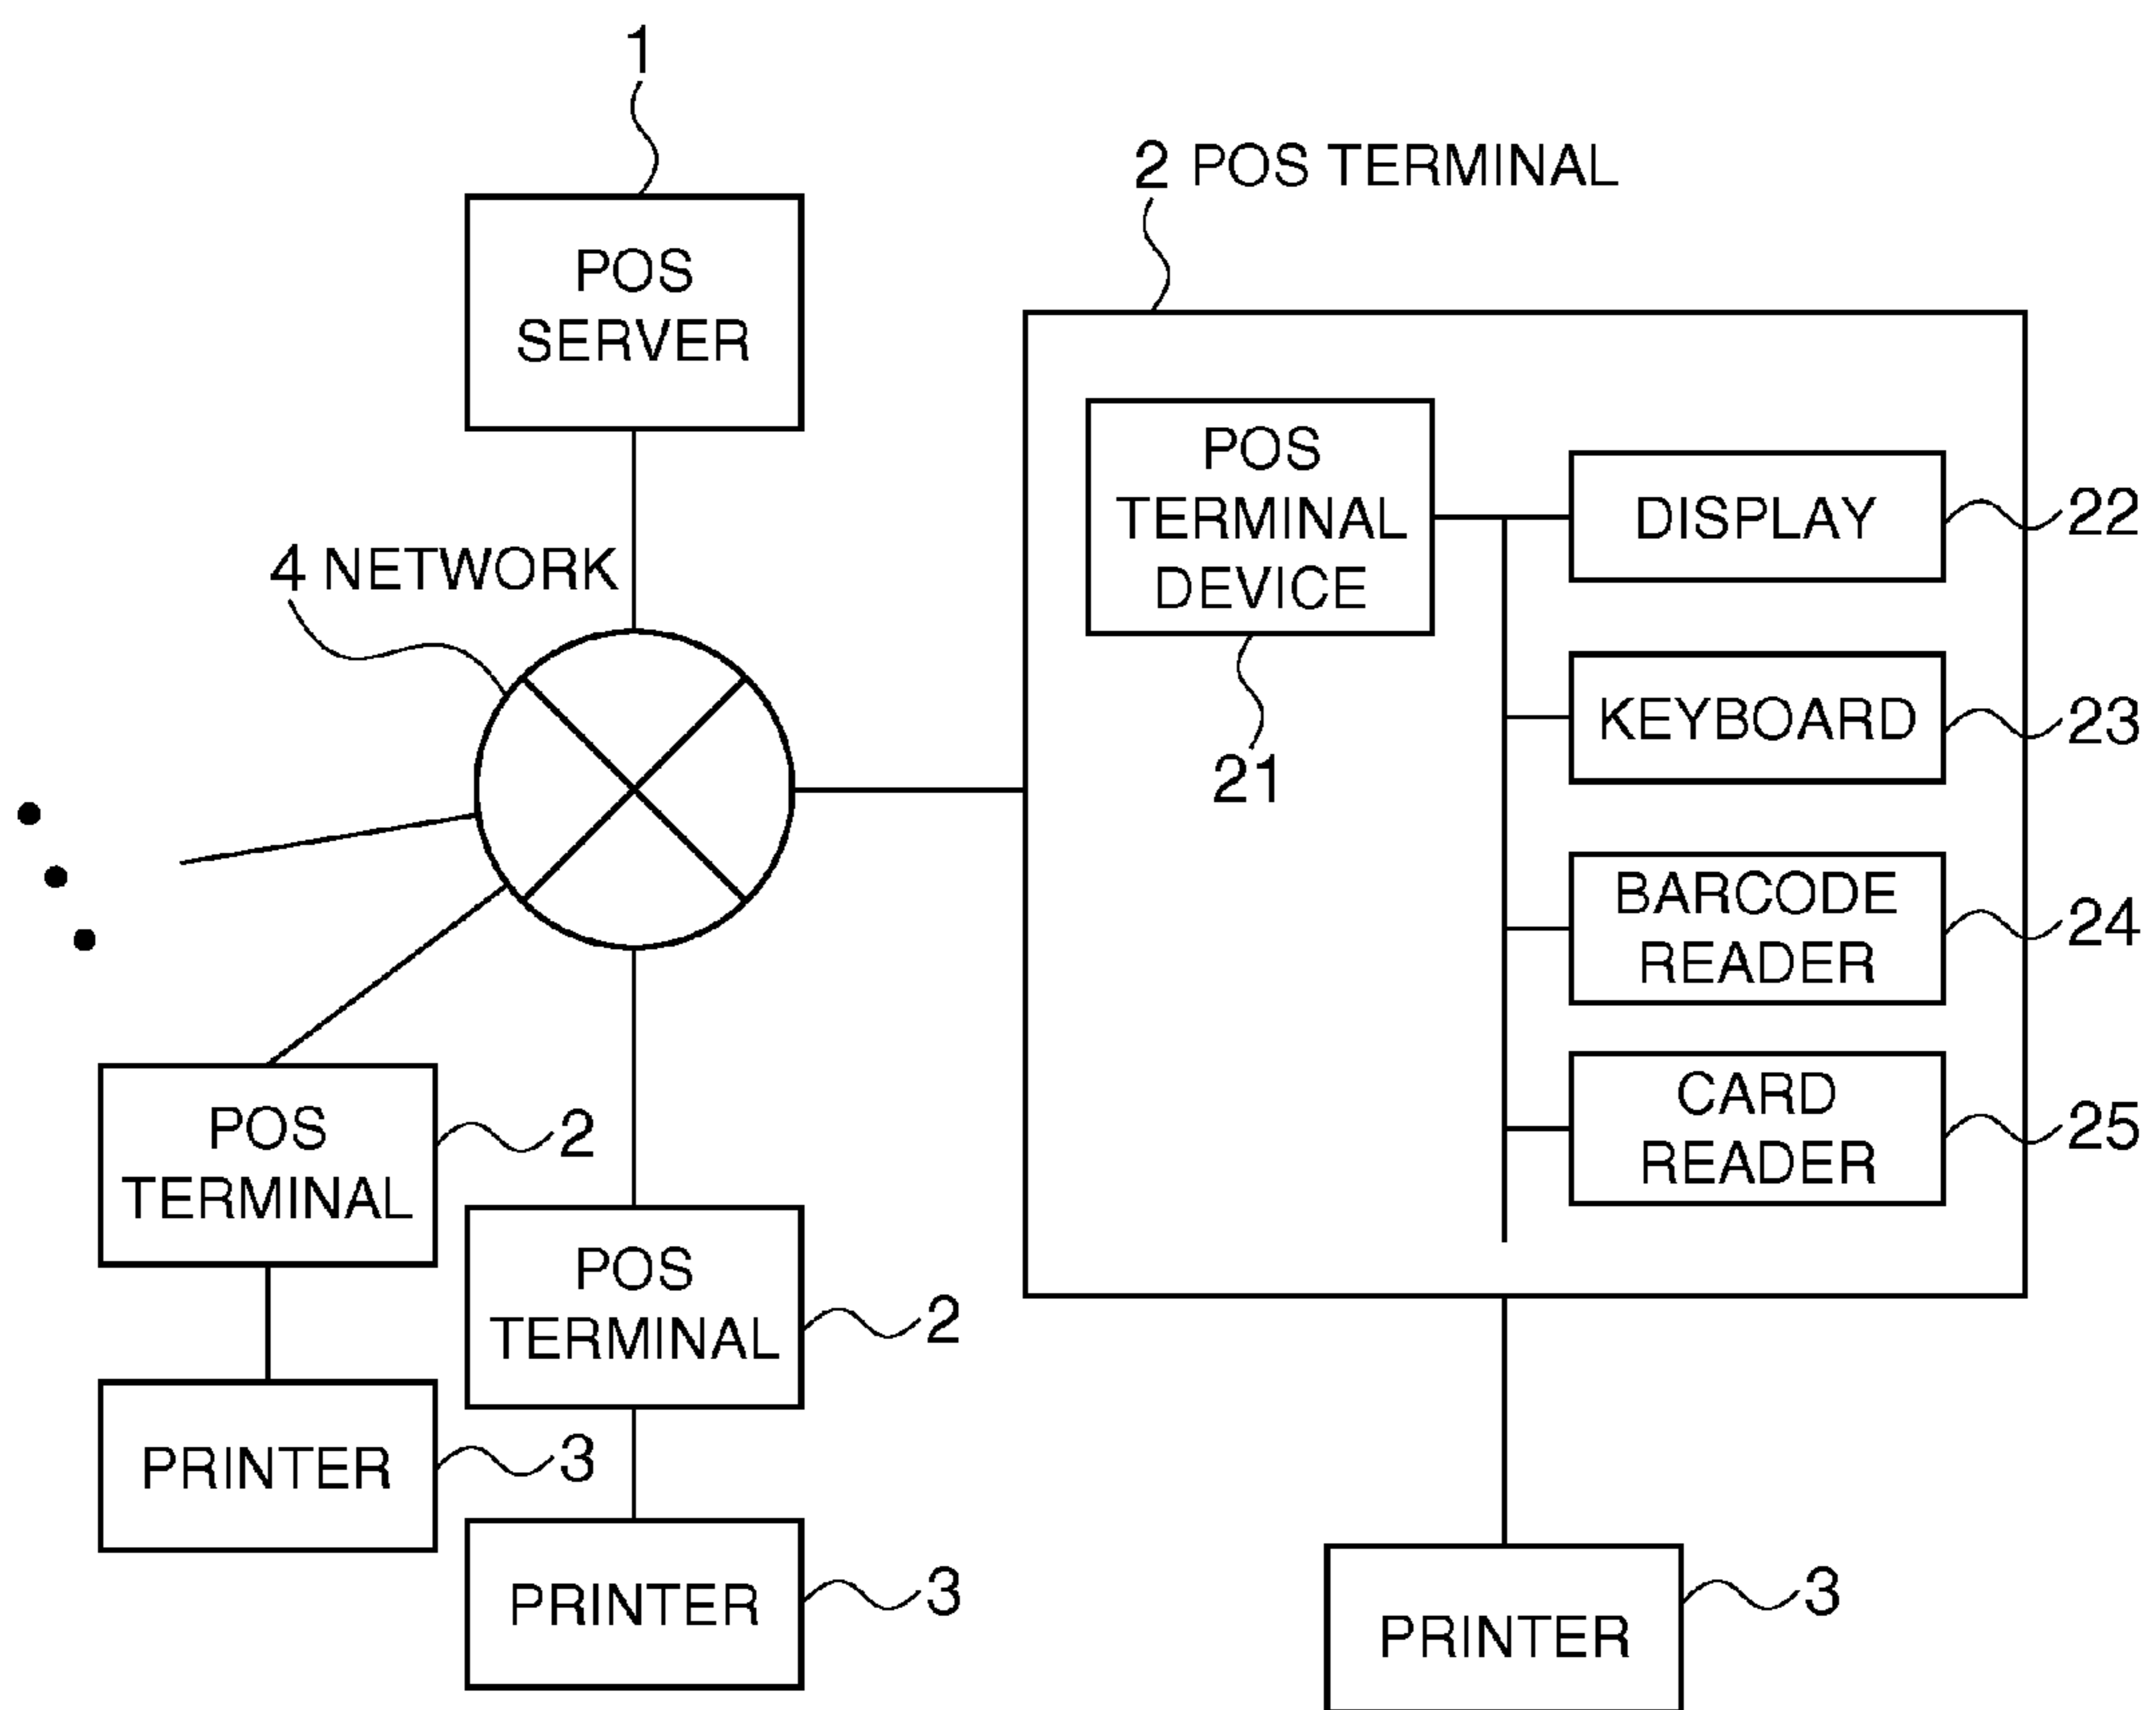 1
POS
SERVER
4 NETWORK
2 POS TERMINAL
POS
TERMINAL
DEVICE
21
DISPLAY
22
KEYBOARD
23
BARCODE
READER
24
CARD
READER
25
POS
TERMINAL
2
PRINTER
3
POS
TERMINAL
2
PRINTER
3
PRINTER
3